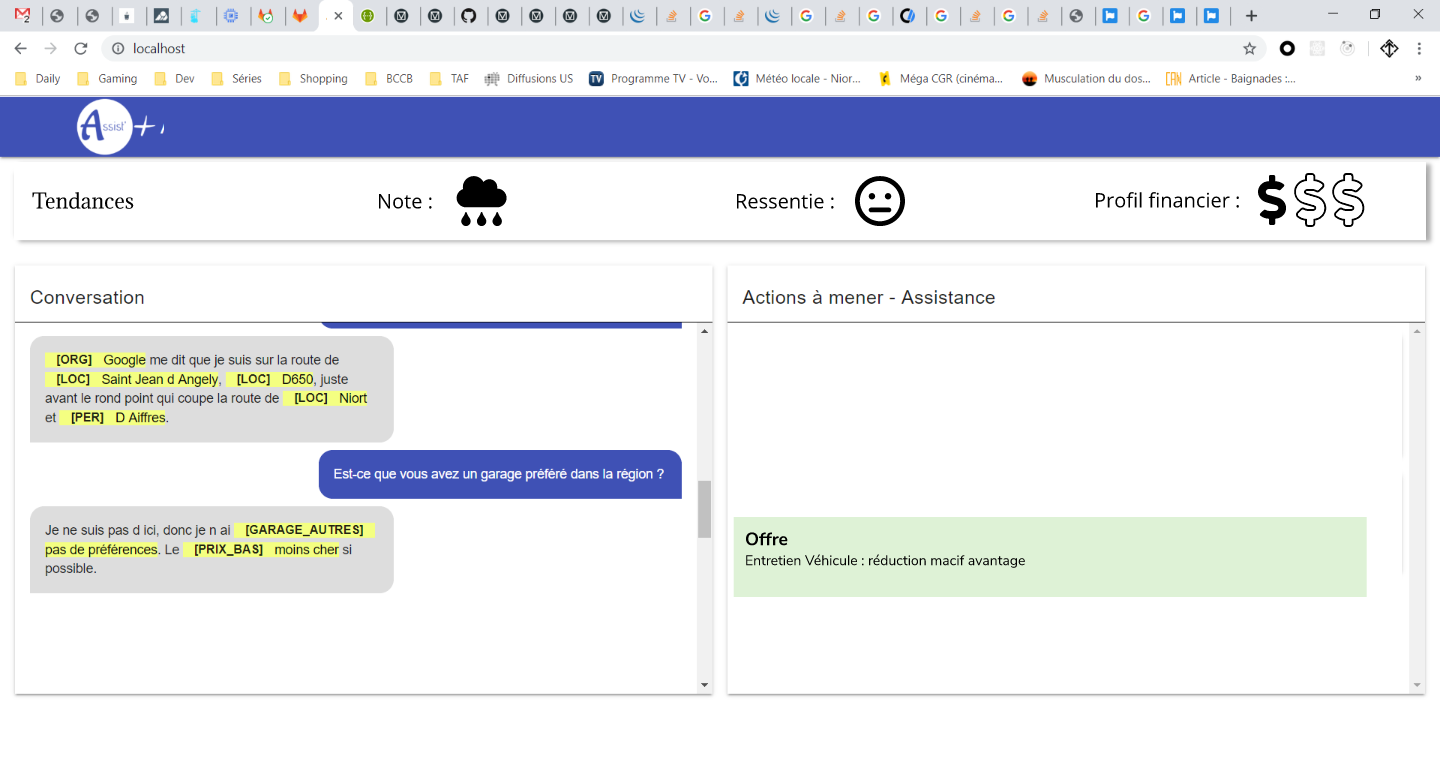 localhost
Daily Gaming Dev Séries Shopping BCCB TAF Diffusions US Programme TV - Vo... Météo locale - Nior... Méga CGR (cinéma... Musculation du dos... Article - Baignades :... »
Assist' +
Tendances Note : Ressentie : Profil financier : $ $ $
Conversation
[ORG] Google me dit que je suis sur la route de
[LOC] Saint Jean d Angely, [LOC] D650, juste
avant le rond point qui coupe la route de [LOC] Niort
et [PER] D Aiffres.
Est-ce que vous avez un garage préféré dans la région ?
Je ne suis pas d ici, donc je n ai [GARAGE_AUTRES]
pas de préférences. Le [PRIX_BAS] moins cher si
possible.
Actions à mener - Assistance
Offre
Entretien Véhicule : réduction macif avantage